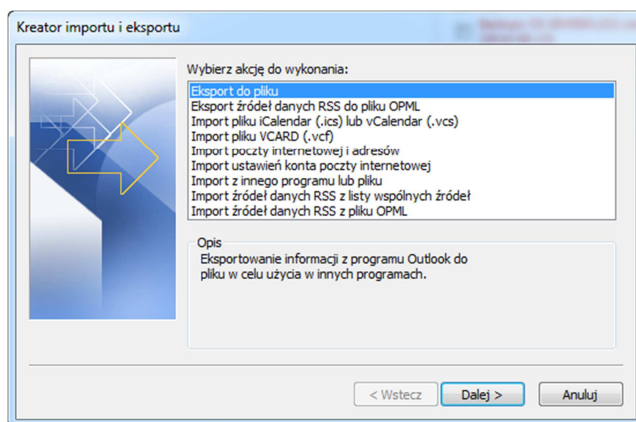 Kreator importu i eksportu
Wybierz akcję do wykonania:
Eksport do pliku
Eksport źródeł danych RSS do pliku OPML
Import pliku iCalendar (.ics) lub vCalendar (.vcs)
Import pliku VCARD (.vcf)
Import poczty internetowej i adresów
Import ustawień konta poczty internetowej
Import z innego programu lub pliku
Import źródeł danych RSS z listy wspólnych źródeł
Import źródeł danych RSS z pliku OPML
Opis
Eksportowanie informacji z programu Outlook do
pliku w celu użycia w innych programach.
< Wstecz
Dalej >
Anuluj